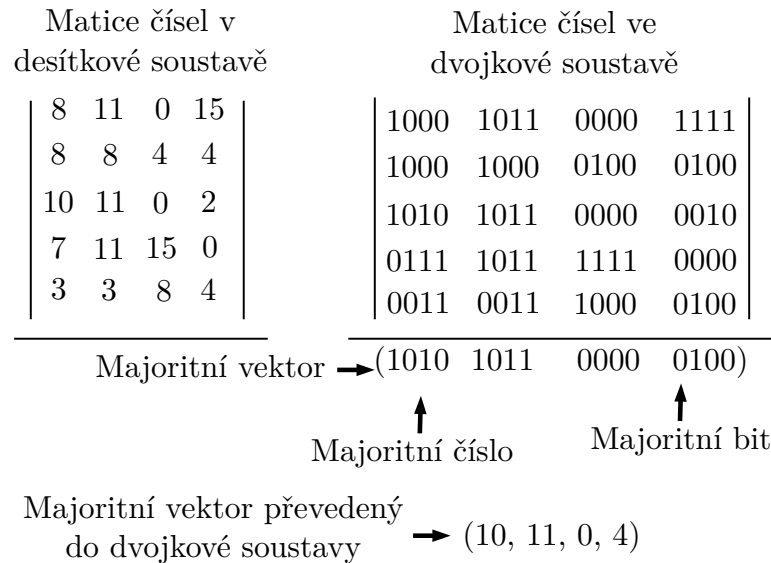 Matice čísel v
desítkové soustavě
8 11 0 15
8 8 4 4
10 11 0 2
7 11 15 0
3 3 8 4
Matice čísel ve
dvojkové soustavě
1000 1011 0000 1111
1000 1000 0100 0100
1010 1011 0000 0010
0111 1011 1111 0000
0011 0011 1000 0100
Majoritní vektor (1010 1011 0000 0100)
Majoritní číslo
Majoritní bit
Majoritní vektor převedený
do dvojkové soustavy
(10, 11, 0, 4)